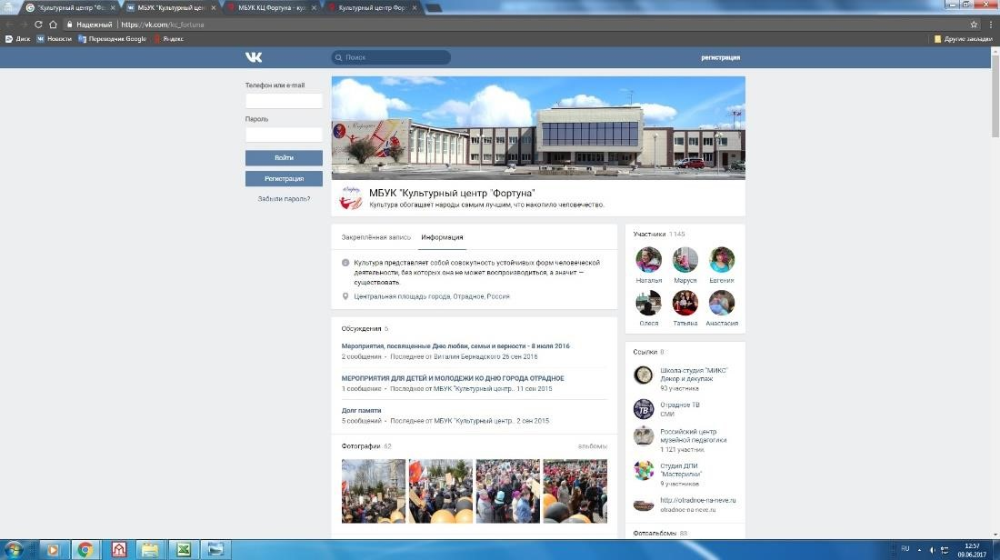 "Культурный центр "Фо
МБУК "Культурный цен
МБУК КЦ Фортуна - ку
Культурный центр Форт
Надежный
https://vk.com/kc_fortuna
Диск
Новости
Переводчик Google
Яндекс
Другие закладки
Поиск
регистрация
Телефон или e-mail
Пароль
Войти
Регистрация
Забыли пароль?
МБУК "Культурный центр "Фортуна"
Культура обогащает народы самым лучшим, что накопило человечество.
Закреплённая запись
Информация
Культура представляет собой совокупность устойчивых форм человеческой
деятельности, без которых она не может воспроизводиться, а значит —
существовать.
Центральная площадь города, Отрадное, Россия
Обсуждения 5
Мероприятия, посвященные Дню любви, семьи и верности - 8 июля 2016
2 сообщения • Последнее от Виталия Бернадского 26 сен 2016
МЕРОПРИЯТИЯ ДЛЯ ДЕТЕЙ И МОЛОДЕЖИ КО ДНЮ ГОРОДА ОТРАДНОЕ
1 сообщение • Последнее от МБУК "Культурный центр.. 11 сен 2015
Долг памяти
5 сообщений • Последнее от МБУК "Культурный центр.. 2 сен 2015
Фотографии 62
альбомы
Участники 1 145
Наталья
Маруся
Евгения
Олеся
Татьяна
Анастасия
Ссылки 8
Школа-студия "МИКС"
Декор и декупаж
93 участника
Отрадное ТВ
СМИ
Российский центр
музейной педагогики
1 121 участник
Студия ДПИ
"Мастерилки"
9 участников
http://otradnoe-na-neve.ru
otradnoe-na-neve.ru
Фотоальбомы 83
RU
12:57
09.06.2017